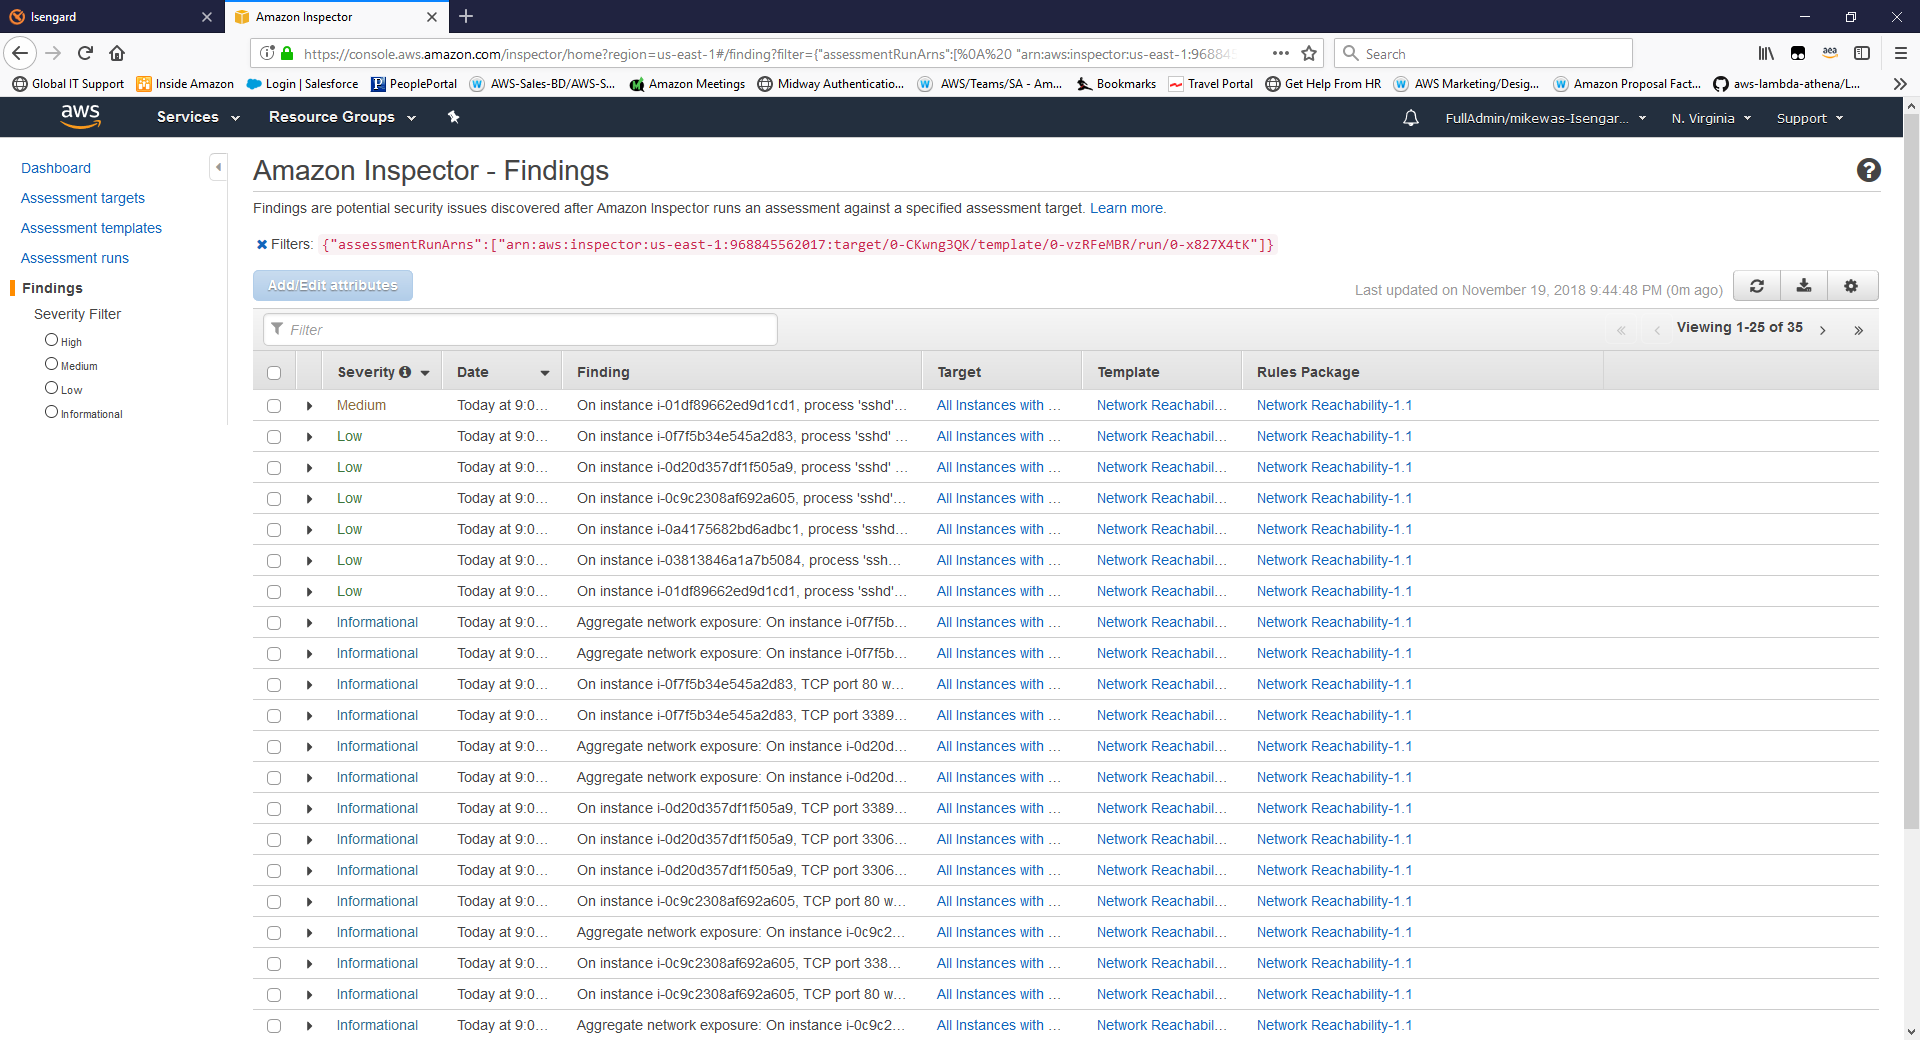 Isengard
Amazon Inspector
https://console.aws.amazon.com/inspector/home?region=us-east-1#/finding?filter={"assessmentRunArns":[%0A%20 "arn:aws:inspector:us-east-1:96884
Search
Global IT Support
Inside Amazon
Login | Salesforce
PeoplePortal
AWS-Sales-BD/AWS-S...
Amazon Meetings
Midway Authentication...
AWS/Teams/SA - Am...
Bookmarks
Travel Portal
Get Help From HR
AWS Marketing/Desig...
Amazon Proposal Fact...
aws-lambda-athena/L...
aws
Services
Resource Groups
FullAdmin/mikewas-Isengar...
N. Virginia
Support
Dashboard
Assessment targets
Assessment templates
Assessment runs
Findings
Severity Filter
High
Medium
Low
Informational
Amazon Inspector - Findings
Findings are potential security issues discovered after Amazon Inspector runs an assessment against a specified assessment target. Learn more.
Filters: {"assessmentRunArns":["arn:aws:inspector:us-east-1:968845562017:target/0-CKwng3QK/template/0-vzRFeMBR/run/0-x827X4tK"]}
Add/Edit attributes
Last updated on November 19, 2018 9:44:48 PM (0m ago)
Filter
« ‹ Viewing 1-25 of 35 › »
Severity Date Finding Target Template Rules Package
Medium Today at 9:0... On instance i-01df89662ed9d1cd1, process 'sshd'... All Instances with ... Network Reachabil... Network Reachability-1.1
Low Today at 9:0... On instance i-0f7f5b34e545a2d83, process 'sshd' ... All Instances with ... Network Reachabil... Network Reachability-1.1
Low Today at 9:0... On instance i-0d20d357df1f505a9, process 'sshd' ... All Instances with ... Network Reachabil... Network Reachability-1.1
Low Today at 9:0... On instance i-0c9c2308af692a605, process 'sshd'... All Instances with ... Network Reachabil... Network Reachability-1.1
Low Today at 9:0... On instance i-0a4175682bd6adbc1, process 'sshd... All Instances with ... Network Reachabil... Network Reachability-1.1
Low Today at 9:0... On instance i-03813846a1a7b5084, process 'ssh... All Instances with ... Network Reachabil... Network Reachability-1.1
Low Today at 9:0... On instance i-01df89662ed9d1cd1, process 'sshd'... All Instances with ... Network Reachabil... Network Reachability-1.1
Informational Today at 9:0... Aggregate network exposure: On instance i-0f7f5b... All Instances with ... Network Reachabil... Network Reachability-1.1
Informational Today at 9:0... Aggregate network exposure: On instance i-0f7f5b... All Instances with ... Network Reachabil... Network Reachability-1.1
Informational Today at 9:0... On instance i-0f7f5b34e545a2d83, TCP port 80 w... All Instances with ... Network Reachabil... Network Reachability-1.1
Informational Today at 9:0... On instance i-0f7f5b34e545a2d83, TCP port 3389... All Instances with ... Network Reachabil... Network Reachability-1.1
Informational Today at 9:0... Aggregate network exposure: On instance i-0d20d... All Instances with ... Network Reachabil... Network Reachability-1.1
Informational Today at 9:0... Aggregate network exposure: On instance i-0d20d... All Instances with ... Network Reachabil... Network Reachability-1.1
Informational Today at 9:0... On instance i-0d20d357df1f505a9, TCP port 3389... All Instances with ... Network Reachabil... Network Reachability-1.1
Informational Today at 9:0... On instance i-0d20d357df1f505a9, TCP port 3306... All Instances with ... Network Reachabil... Network Reachability-1.1
Informational Today at 9:0... On instance i-0d20d357df1f505a9, TCP port 3306... All Instances with ... Network Reachabil... Network Reachability-1.1
Informational Today at 9:0... On instance i-0c9c2308af692a605, TCP port 80 w... All Instances with ... Network Reachabil... Network Reachability-1.1
Informational Today at 9:0... Aggregate network exposure: On instance i-0c9c2... All Instances with ... Network Reachabil... Network Reachability-1.1
Informational Today at 9:0... On instance i-0c9c2308af692a605, TCP port 338... All Instances with ... Network Reachabil... Network Reachability-1.1
Informational Today at 9:0... On instance i-0c9c2308af692a605, TCP port 80 w... All Instances with ... Network Reachabil... Network Reachability-1.1
Informational Today at 9:0... Aggregate network exposure: On instance i-0c9c2... All Instances with ... Network Reachabil... Network Reachability-1.1